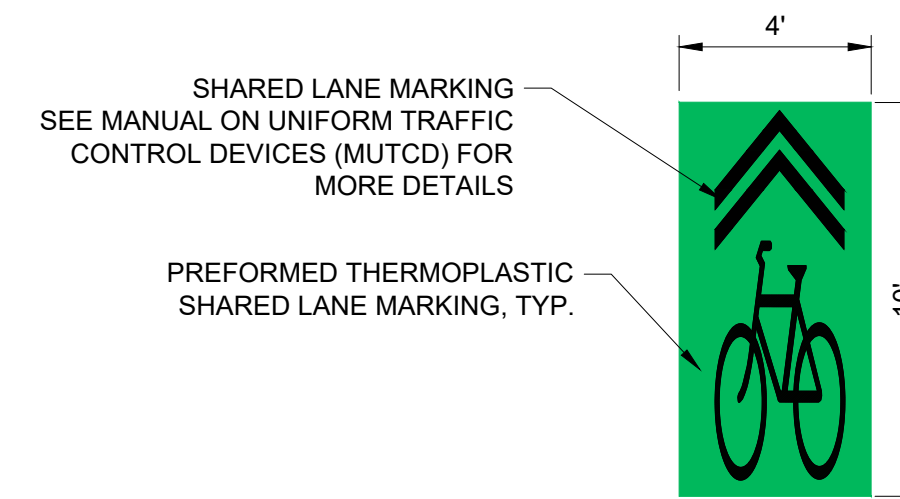 4'
SHARED LANE MARKING
SEE MANUAL ON UNIFORM TRAFFIC
CONTROL DEVICES (MUTCD) FOR
MORE DETAILS
PREFORMED THERMOPLASTIC
SHARED LANE MARKING, TYP.